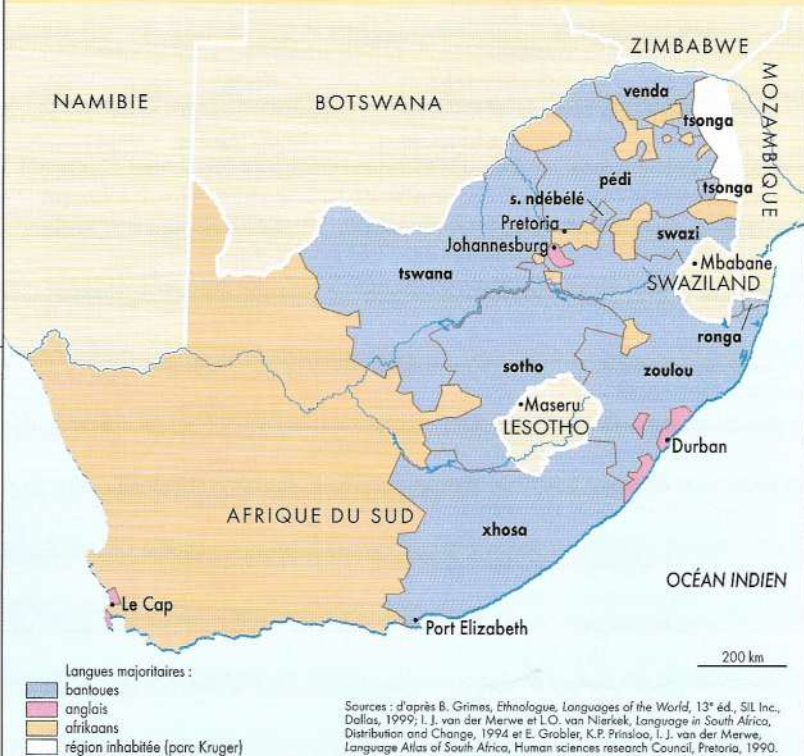 ZIMBABWE
NAMIBIE
BOTSWANA
MOZAMBIQUE
venda
tsonga
pédi
tsonga
s. ndébélé
Pretoria
Johannesburg
swazi
tswana
Mbabane
SWAZILAND
ronga
sotho
zoulou
Maseru
LESOTHO
Durban
AFRIQUE DU SUD
xhosa
OCÉAN INDIEN
Le Cap
Port Elizabeth
200 km
Langues majoritaires :
bantoues
anglais
afrikaans
région inhabitée (parc Kruger)
Sources : d'après B. Grimes, Ethnologue, Languages of the World, 13e éd., SIL Inc.,
Dallas, 1999; I. J. van der Merwe et L.O. van Nierkek, Language in South Africa,
Distribution and Change, 1994 et E. Grobler, K.P. Prinsloo, I. J. van der Merwe,
Language Atlas of South Africa, Human sciences research Council, Pretoria, 1990.